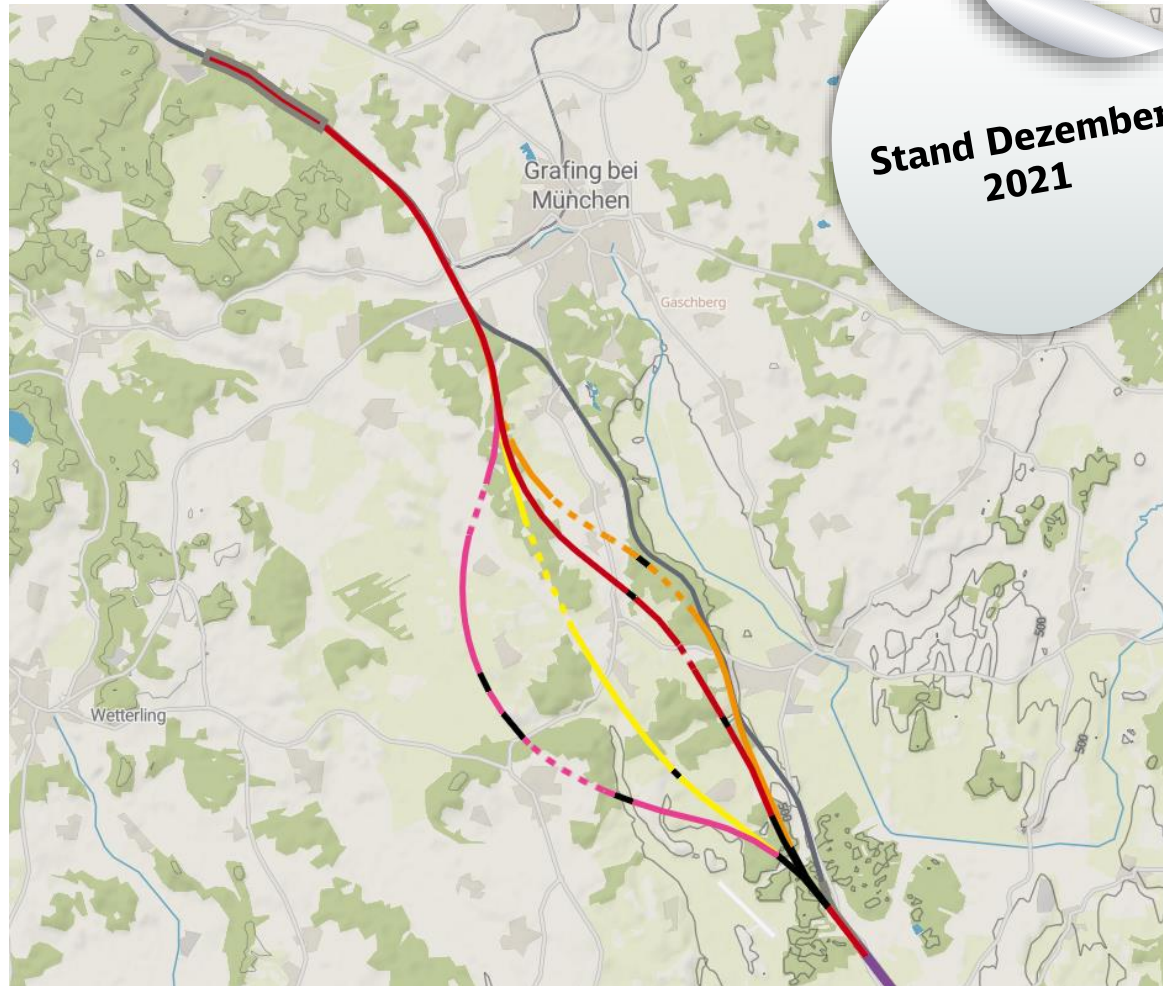 Stand Dezember
2021
Grafing bei
München
Gaschberg
500
Wetterling
500
500